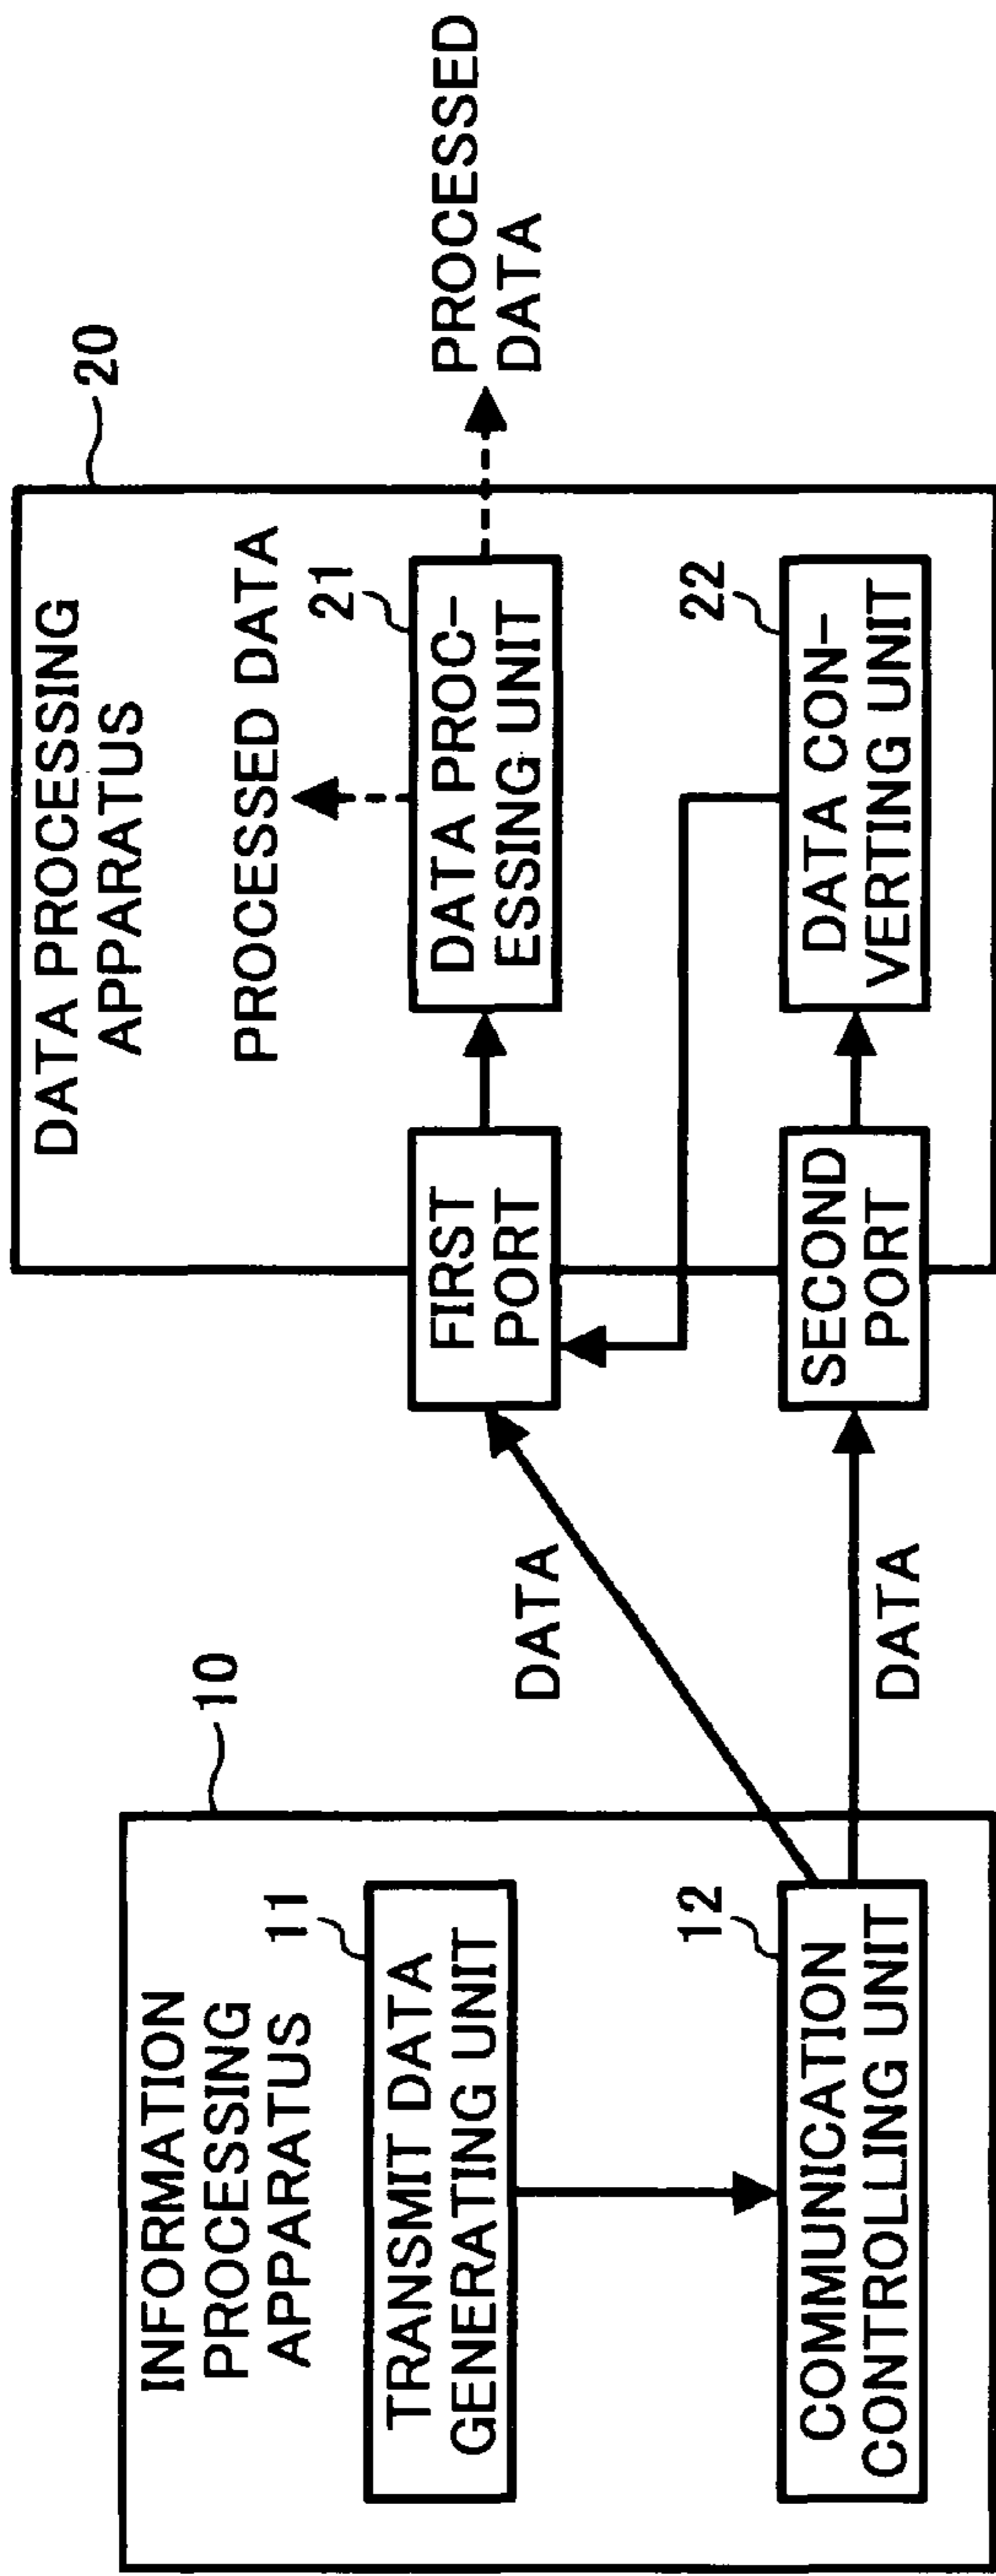 INFORMATION
PROCESSING
APPARATUS
10
11
TRANSMIT DATA
GENERATING UNIT
12
COMMUNICATION
CONTROLLING UNIT
DATA
DATA
DATA PROCESSING
APPARATUS
20
PROCESSED DATA
FIRST
PORT
21
DATA PROC-
ESSING UNIT
PROCESSED
DATA
SECOND
PORT
22
DATA CON-
VERTING UNIT